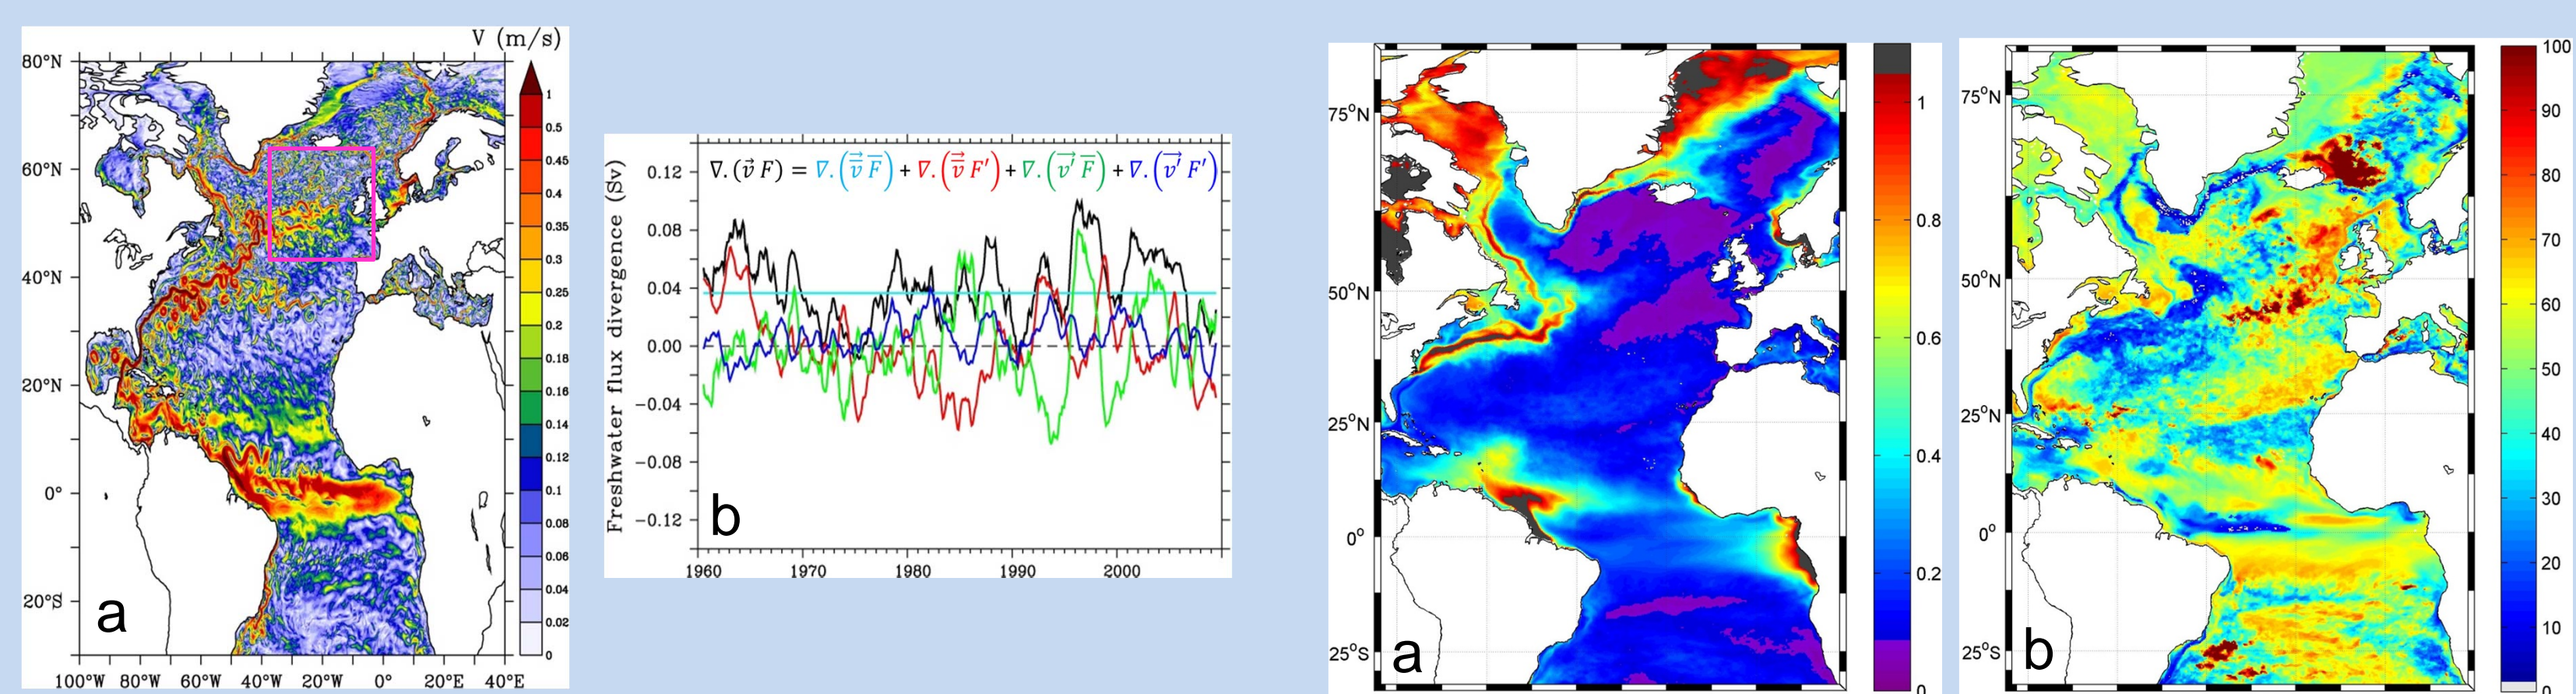 V (m/s)
80°N
60°N
40°N
20°N
0°
20°S
100°W 80°W 60°W 40°W 20°W 0° 20°E 40°E
1
0.5
0.45
0.4
0.35
0.3
0.25
0.2
0.18
0.16
0.14
0.12
0.1
0.08
0.06
0.04
0.02
0
a
Freshwater flux divergence (Sv)
∇.(v⃗ F) = ∇.(v̅⃗ F̅) + ∇.(v̅⃗ F′) + ∇.(v⃗′ F̅) + ∇.(v⃗′ F′)
0.12
0.08
0.04
0.00
−0.04
−0.08
−0.12
1960 1970 1980 1990 2000
b
75°N
50°N
25°N
0°
25°S
1
0.8
0.6
0.4
0.2
0
a
75°N
50°N
25°N
0°
25°S
100
90
80
70
60
50
40
30
20
10
0
b